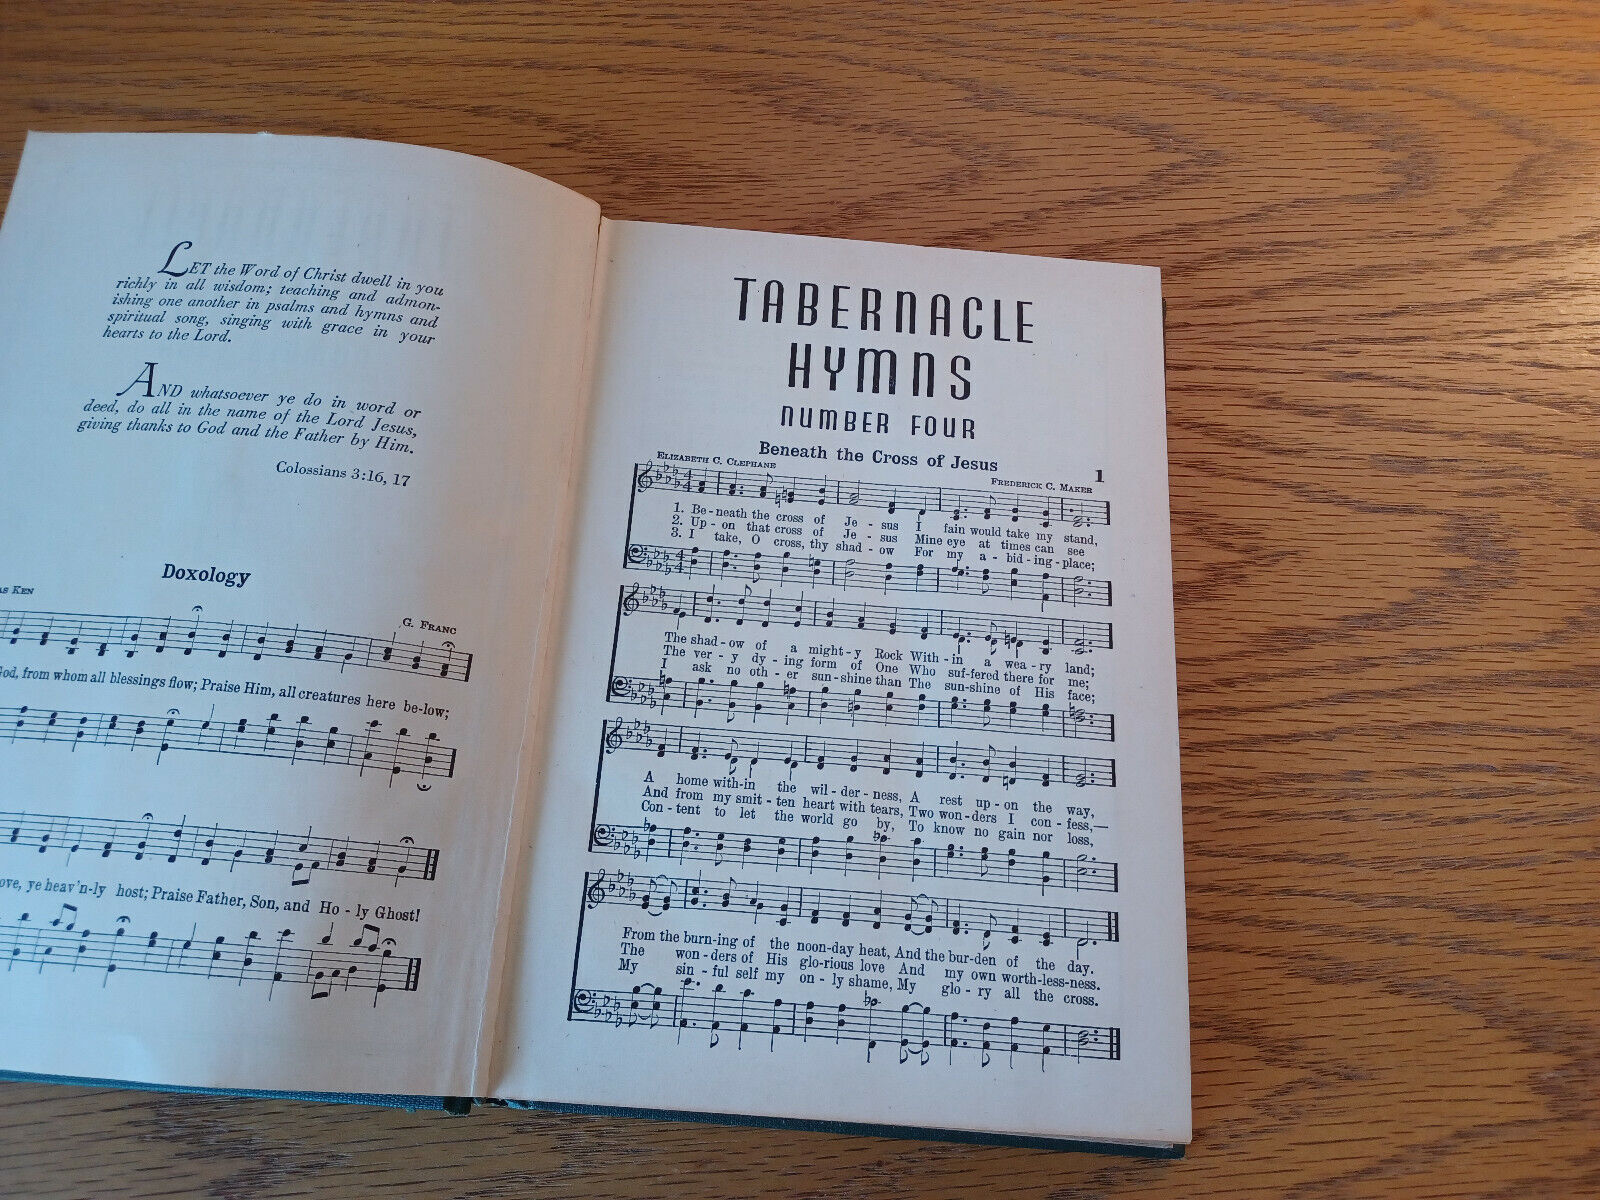 LET the Word of Christ dwell in you
richly in all wisdom; teaching and admon-
ishing one another in psalms and hymns and
spiritual song, singing with grace in your
hearts to the Lord.
AND whatsoever ye do in word or
deed, do all in the name of the Lord Jesus,
giving thanks to God and the Father by Him.
Colossians 3:16, 17
Doxology
AS KEN
G. FRANC
God, from whom all blessings flow; Praise Him, all creatures here be-low;
ove, ye heav'n-ly host; Praise Father, Son, and Ho - ly Ghost!
TABERNACLE
HYMNS
NUMBER FOUR
Beneath the Cross of Jesus
1
ELIZABETH C. CLEPHANE
FREDERICK C. MAKER
1. Be-neath the cross of Je - sus I fain would take my stand,
2. Up - on that cross of Je - sus Mine eye at times can see
3. I take, O cross, thy shad - ow For my a - bid - ing - place;
The shad - ow of a might - y Rock With - in a wea - ry land;
The ver - y dy - ing form of One Who suf-fered there for me;
I ask no oth - er sun-shine than The sun-shine of His face;
A home with-in the wil - der - ness, A rest up - on the way,
And from my smit - ten heart with tears, Two won - ders I con - fess,—
Con - tent to let the world go by, To know no gain nor loss,
From the burn-ing of the noon-day heat, And the bur-den of the day.
The won - ders of His glo-rious love And my own worth-less-ness.
My sin - ful self my on - ly shame, My glo - ry all the cross.